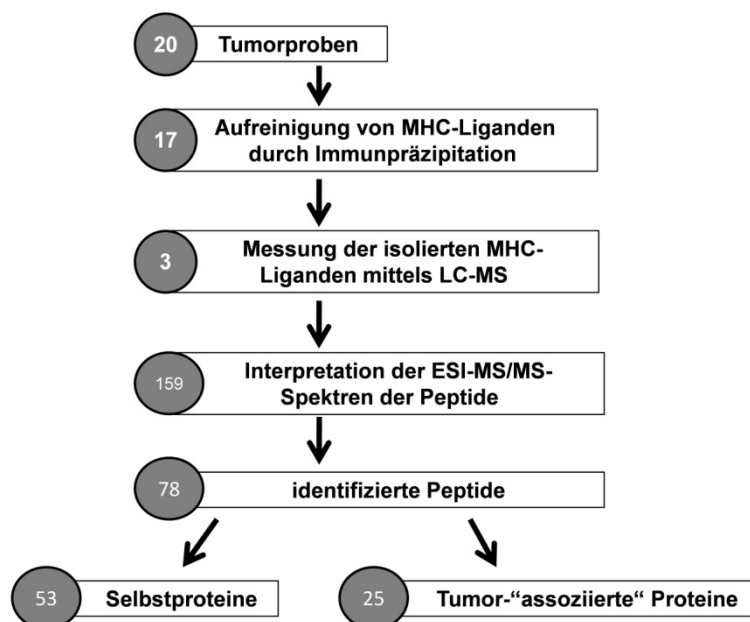 20 Tumorproben
17 Aufreinigung von MHC-Liganden
durch Immunpräzipitation
3 Messung der isolierten MHC-
Liganden mittels LC-MS
159 Interpretation der ESI-MS/MS-
Spektren der Peptide
78 identifizierte Peptide
53 Selbstproteine
25 Tumor-“assoziierte“ Proteine